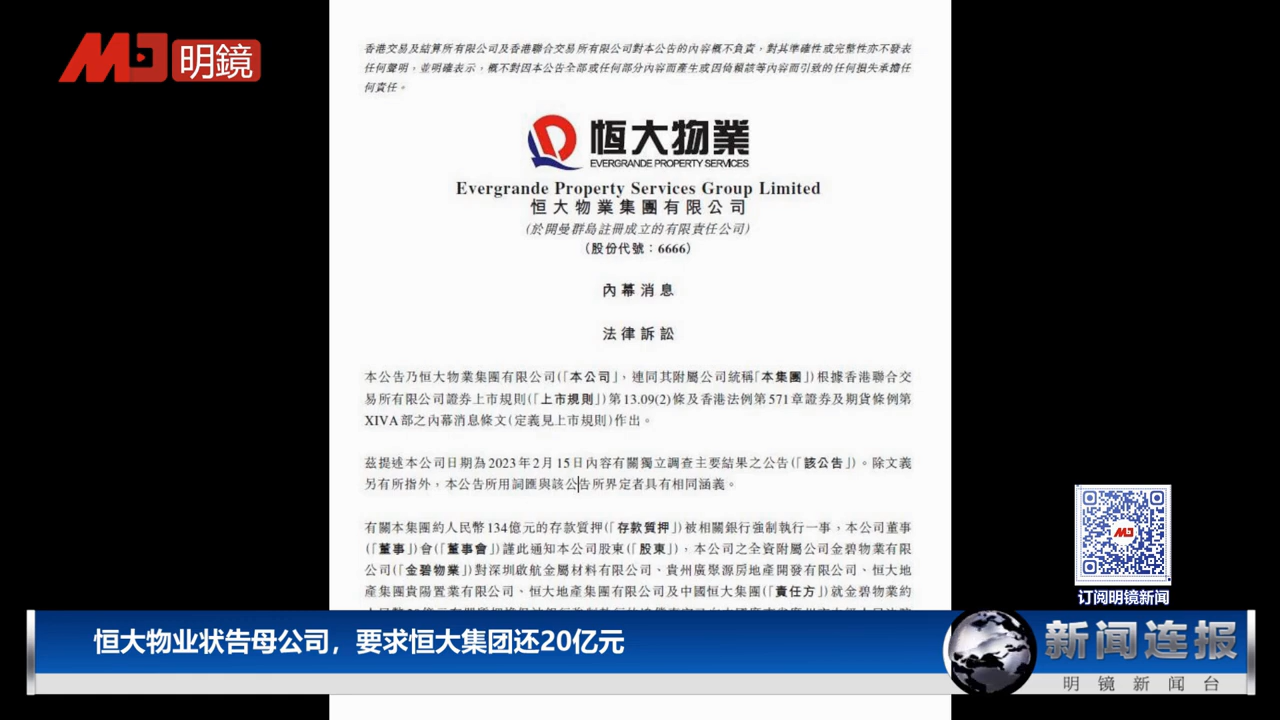 明鏡
香港交易及結算所有限公司及香港聯合交易所有限公司對本公告的內容概不負責，對其準確性或完整性亦不發表
任何聲明，並明確表示，概不對因本公告全部或任何部分內容而產生或因倚賴該等內容而引致的任何損失承擔任
何責任。
恆大物業
EVERGRANDE PROPERTY SERVICES
Evergrande Property Services Group Limited
恒大物業集團有限公司
(於開曼群島註冊成立的有限責任公司)
（股份代號：6666）
內幕消息
法律訴訟
本公告乃恒大物業集團有限公司(「本公司」，連同其附屬公司統稱「本集團」)根據香港聯合交
易所有限公司證券上市規則(「上市規則」)第13.09(2)條及香港法例第571章證券及期貨條例第
XIVA部之內幕消息條文(定義見上市規則)作出。
茲提述本公司日期為2023年2月15日內容有關獨立調查主要結果之公告(「該公告」)。除文義
另有所指外，本公告所用詞匯與該公告所界定者具有相同涵義。
有關本集團約人民幣134億元的存款質押(「存款質押」)被相關銀行強制執行一事，本公司董事
(「董事」)會(「董事會」)謹此通知本公司股東(「股東」)，本公司之全資附屬公司金碧物業有限
公司(「金碧物業」)對深圳啟航金屬材料有限公司、貴州廣聚源房地產開發有限公司、恒大地
產集團貴陽置業有限公司、恒大地產集團有限公司及中國恒大集團(「責任方」)就金碧物業約
订阅明镜新闻
恒大物业状告母公司，要求恒大集团还20亿元
新闻连报
明镜新闻台